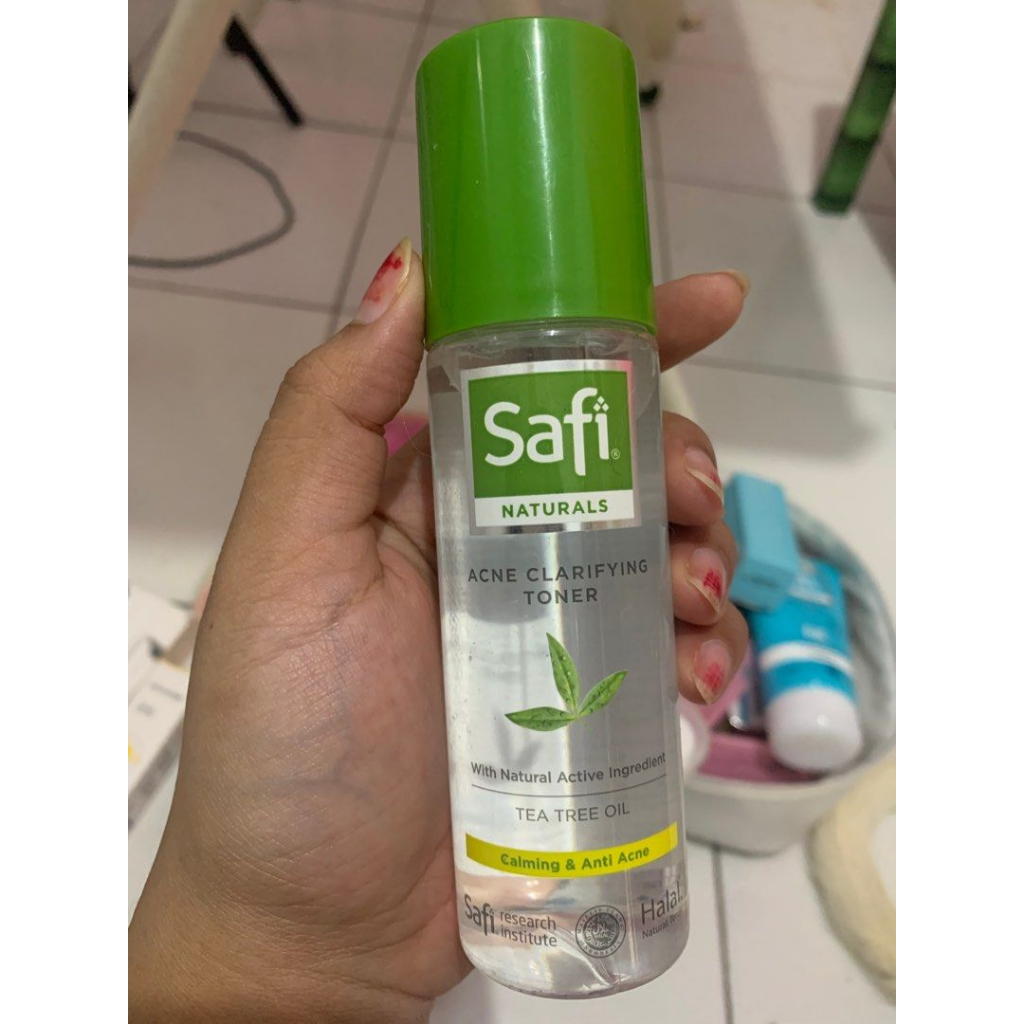 Safi
NATURALS
ACNE CLARIFYING
TONER
With Natural Active Ingredient
TEA TREE OIL
Calming & Anti Acne
Safi research
institute
Halal
Natural